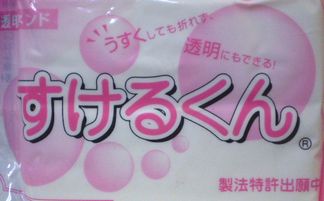 うすくしても折れず、
透明にもできる!
すけるくん®
製法特許出願中